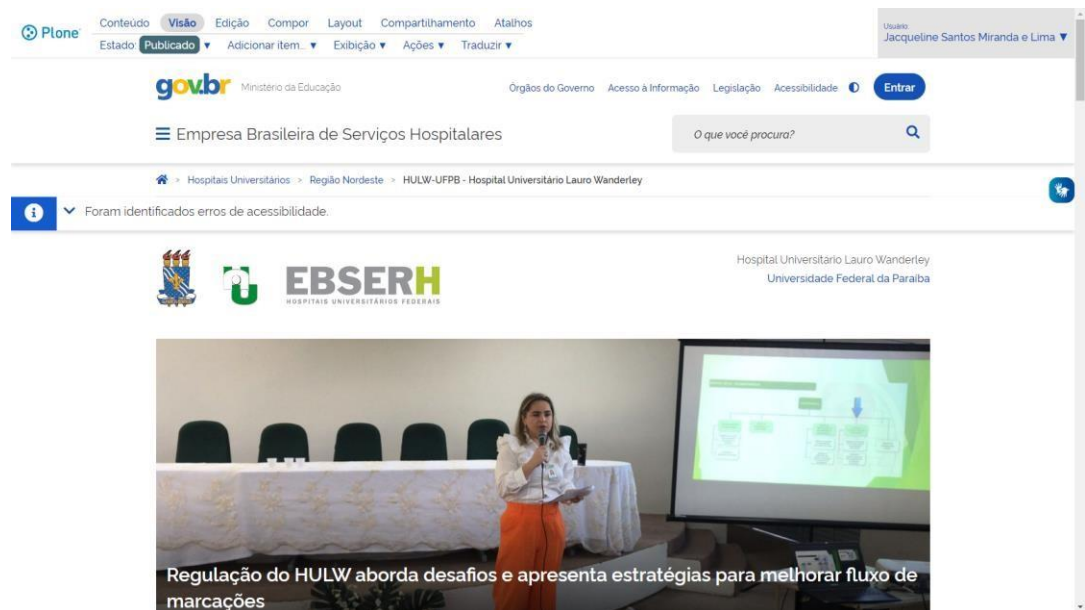 Plone
Conteúdo Visão Edição Compor Layout Compartilhamento Atalhos
Estado: Publicado ▼ Adicionar item... ▼ Exibição ▼ Ações ▼ Traduzir ▼
Usuário:
Jacqueline Santos Miranda e Lima ▼
gov.br Ministério da Educação
Órgãos do Governo Acesso à Informação Legislação Acessibilidade Entrar
Empresa Brasileira de Serviços Hospitalares
O que você procura?
> Hospitais Universitários > Região Nordeste > HULW-UFPB - Hospital Universitário Lauro Wanderley
Foram identificados erros de acessibilidade.
EBSERH
HOSPITAIS UNIVERSITÁRIOS FEDERAIS
Hospital Universitário Lauro Wanderley
Universidade Federal da Paraíba
Regulação do HULW aborda desafios e apresenta estratégias para melhorar fluxo de
marcações